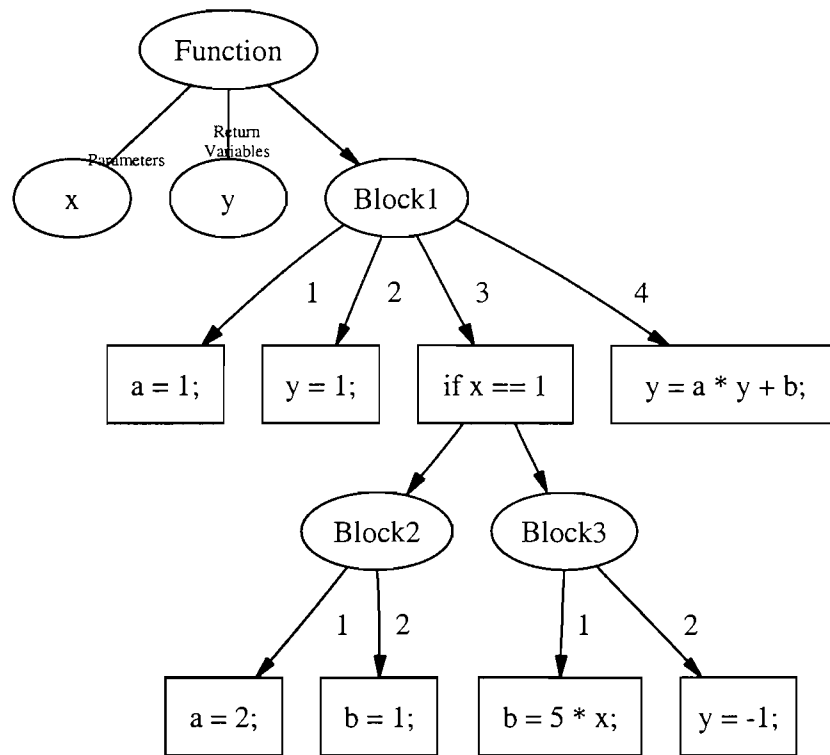 Function
Parameters
Return
Variables
x
y
Block1
1
2
3
4
a = 1;
y = 1;
if x == 1
y = a * y + b;
Block2
Block3
1
2
1
2
a = 2;
b = 1;
b = 5 * x;
y = -1;